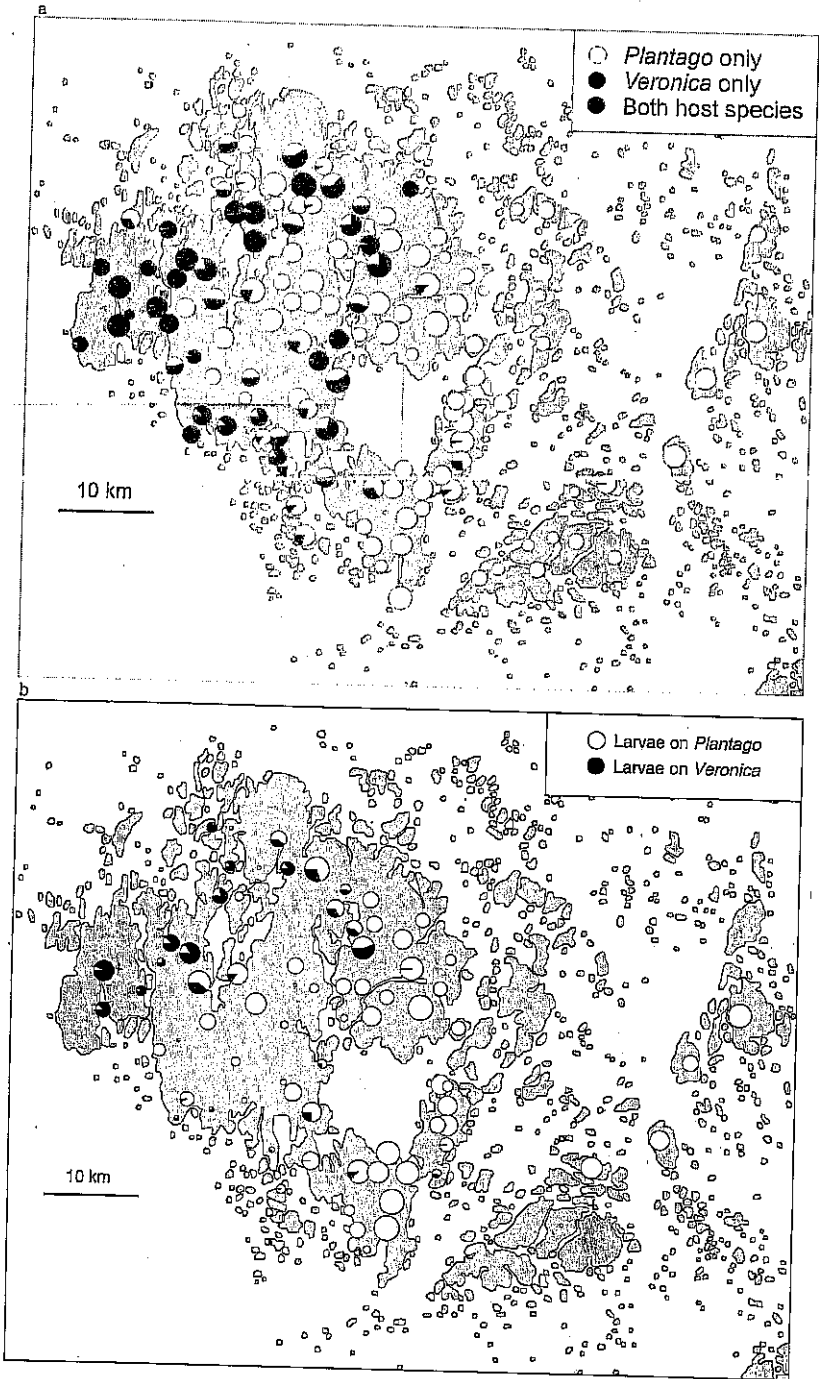 a
Plantago only
Veronica only
Both host species
10 km
b
Larvae on Plantago
Larvae on Veronica
10 km